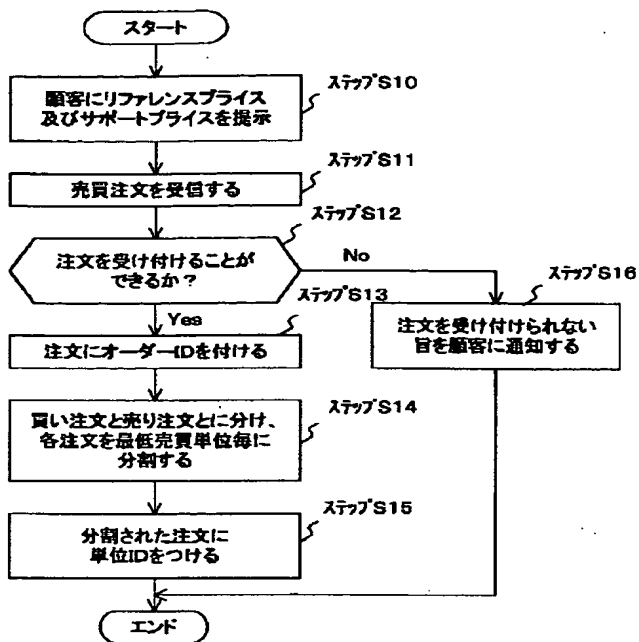 スタート
ステップS10
顧客にリファレンスプライス
及びサポートプライスを提示
ステップS11
売買注文を受信する
ステップS12
注文を受け付けることが
できるか?
No
ステップS16
注文を受け付けられない
旨を顧客に通知する
Yes
ステップS13
注文にオーダーIDを付ける
ステップS14
買い注文と売り注文とに分け、
各注文を最低売買単位毎に
分割する
ステップS15
分割された注文に
単位IDをつける
エンド